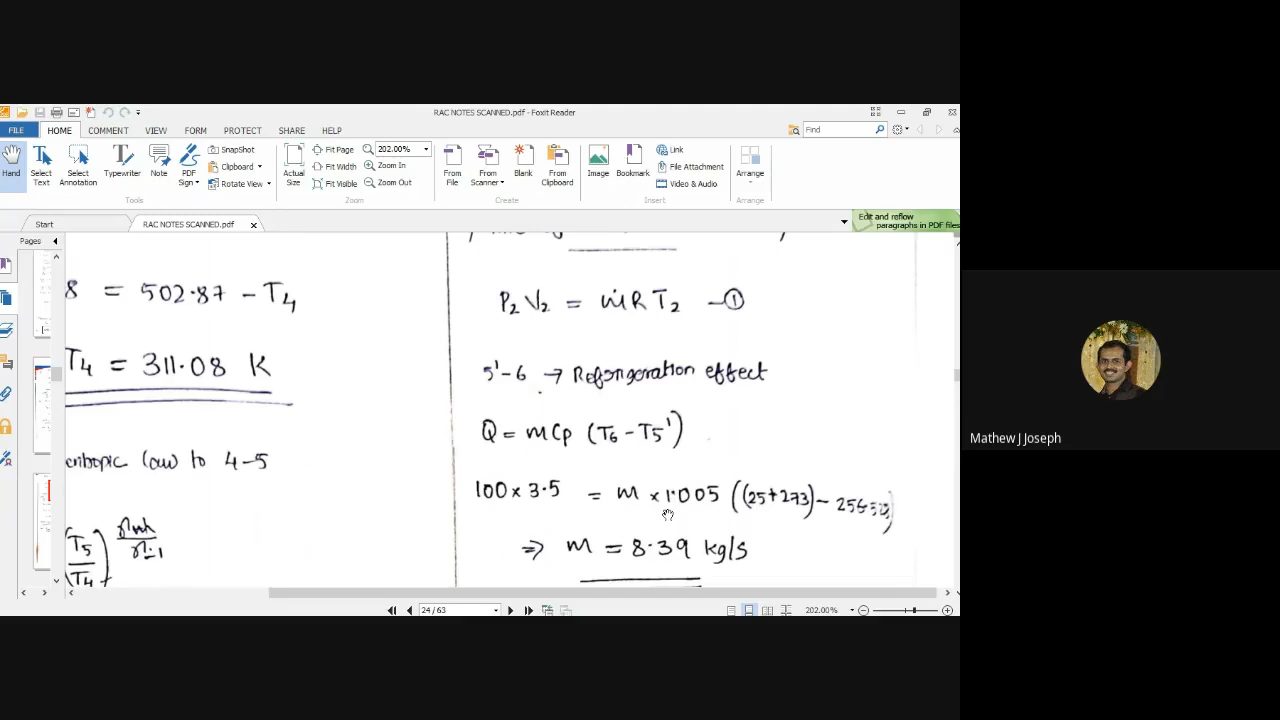 RAC NOTES SCANNED.pdf - Foxit Reader
FILE HOME COMMENT VIEW FORM PROTECT SHARE HELP
Find
Hand
Select Text
Select Annotation
Typewriter
Note
PDF Sign
SnapShot
Clipboard
Rotate View
Actual Size
Fit Page
Fit Width
Fit Visible
202.00%
Zoom In
Zoom Out
From File
From Scanner
Blank
From Clipboard
Image
Bookmark
Link
File Attachment
Video & Audio
Arrange
Tools Zoom Create Insert Arrange
Start
RAC NOTES SCANNED.pdf
Edit and reflow
paragraphs in PDF files
Pages
8 = 502.87 - T4
T4 = 311.08 K
entropic law to 4-5
T5
T4
P2 V2 = ṁ R T2 - ①
5'-6 → Refrigeration effect
Q = mCp (T6 - T5')
100 x 3.5 = m x 1.005 ((25+273) -
⇒ m = 8.39 kg/s
24 / 63
202.00%
Mathew J Joseph